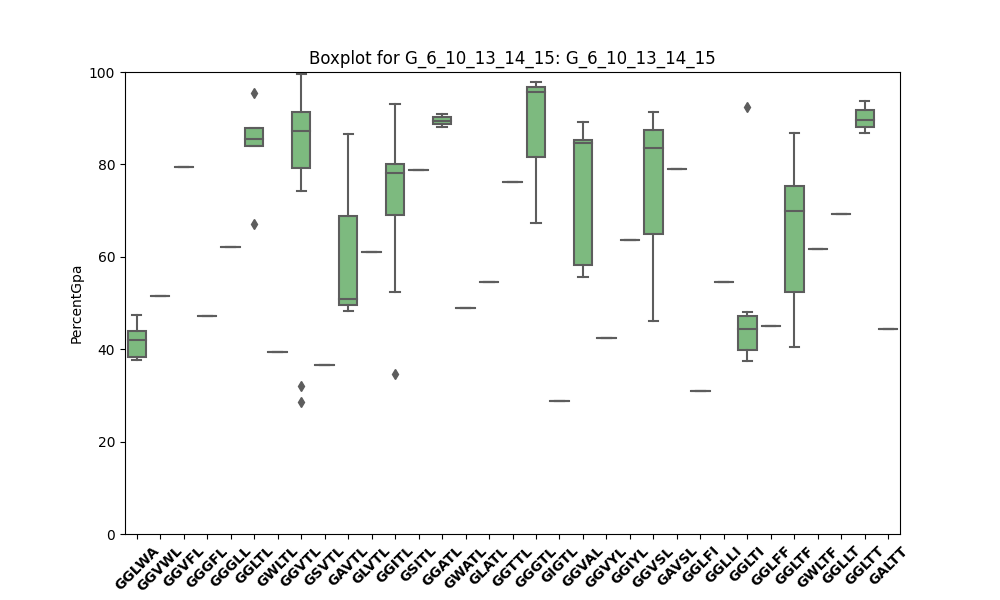 Boxplot for G_6_10_13_14_15: G_6_10_13_14_15
PercentGpa
100
80
60
40
20
0
GGLWA
GGVWL
GGVFL
GGGFL
GGGLL
GGLTL
GWLTL
GGVTL
GSVTL
GAVTL
GLVTL
GGITL
GSITL
GGATL
GWATL
GLATL
GGTTL
GGGTL
GIGTL
GGVAL
GGVYL
GGIYL
GGVSL
GAVSL
GGLFI
GGLLI
GGLTI
GGLFF
GGLTF
GWLTF
GGLLT
GGLTT
GALTT